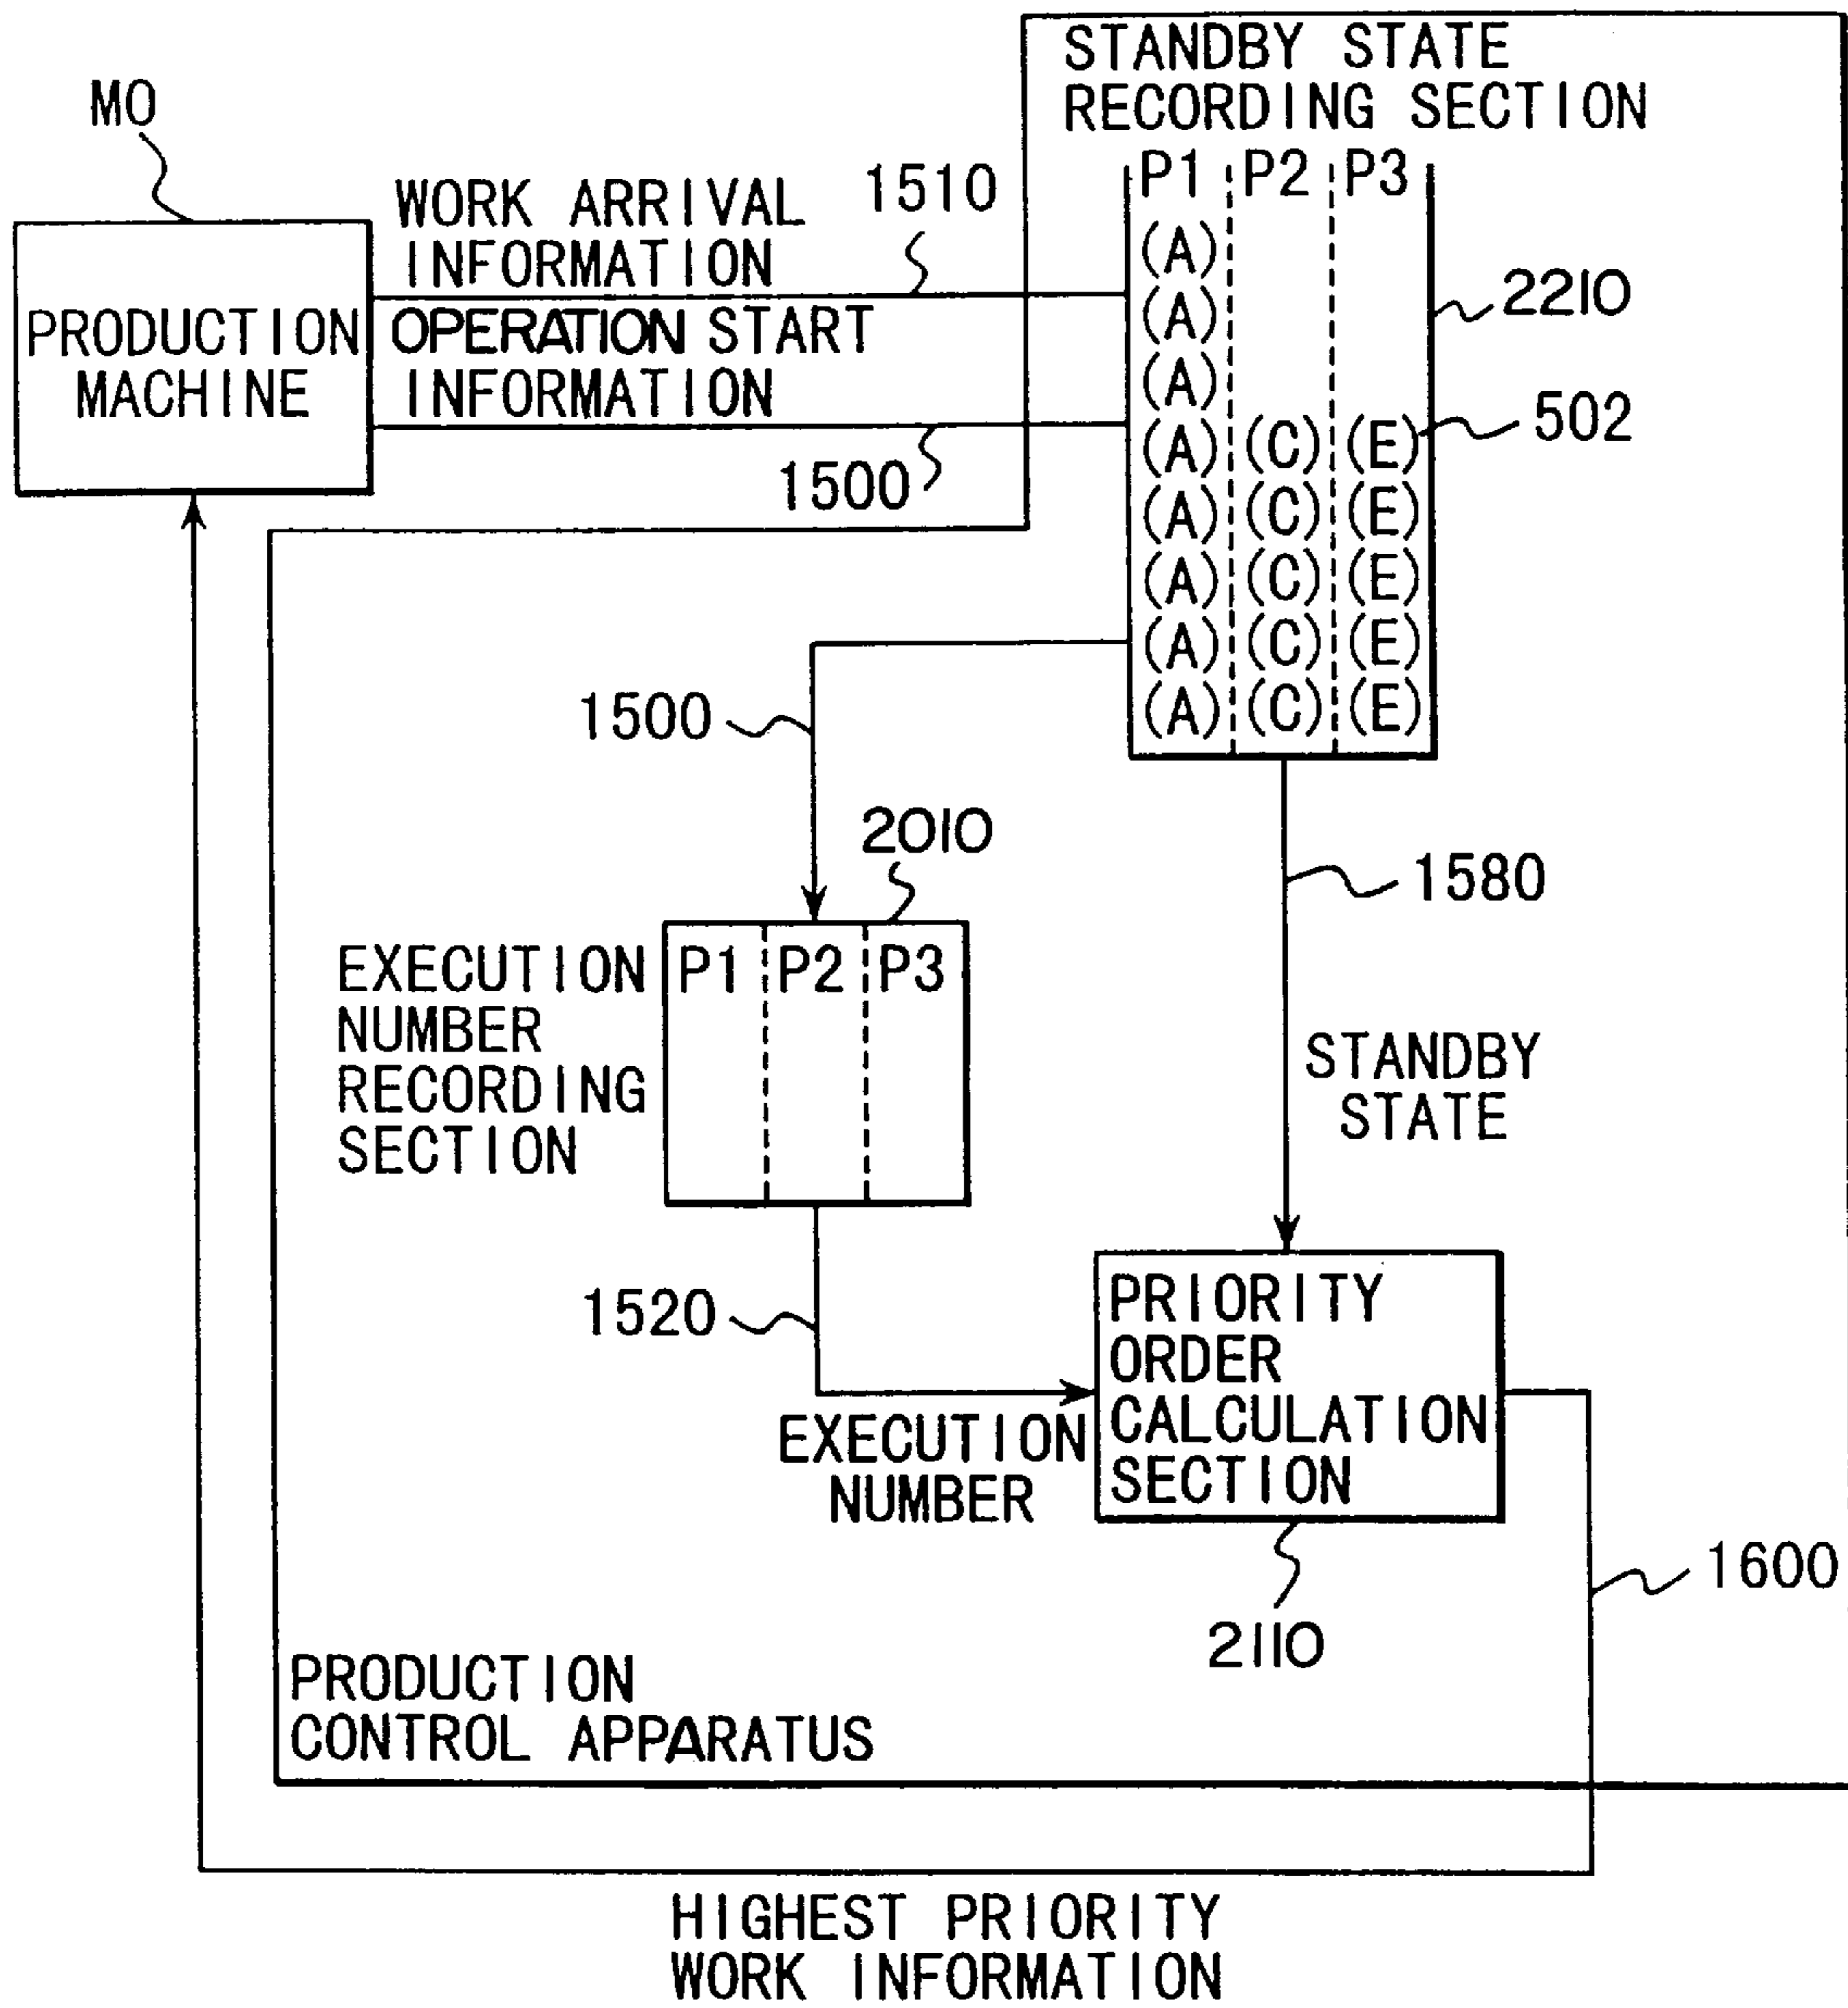 STANDBY STATE
RECORDING SECTION
MO
P1 P2 P3
WORK ARRIVAL
INFORMATION
1510
(A)
2210
PRODUCTION
MACHINE
OPERATION START
INFORMATION
(A)
(A)
502
(A) (C) (E)
1500
(A) (C) (E)
(A) (C) (E)
(A) (C) (E)
1500
(A) (C) (E)
2010
1580
EXECUTION
NUMBER
RECORDING
SECTION
P1 P2 P3
STANDBY
STATE
1520
PRIORITY
ORDER
CALCULATION
SECTION
EXECUTION
NUMBER
1600
2110
PRODUCTION
CONTROL APPARATUS
HIGHEST PRIORITY
WORK INFORMATION